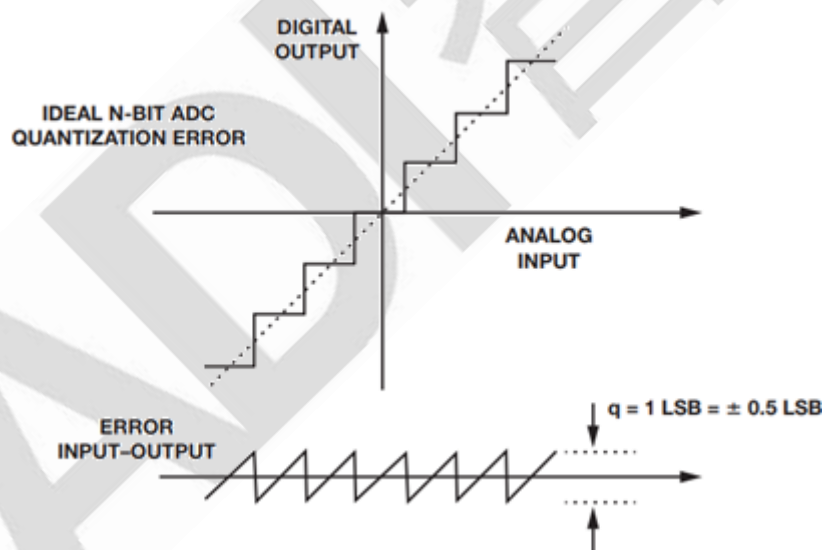 DIGITAL
OUTPUT
IDEAL N-BIT ADC
QUANTIZATION ERROR
ANALOG
INPUT
ERROR
INPUT–OUTPUT
q = 1 LSB = ± 0.5 LSB